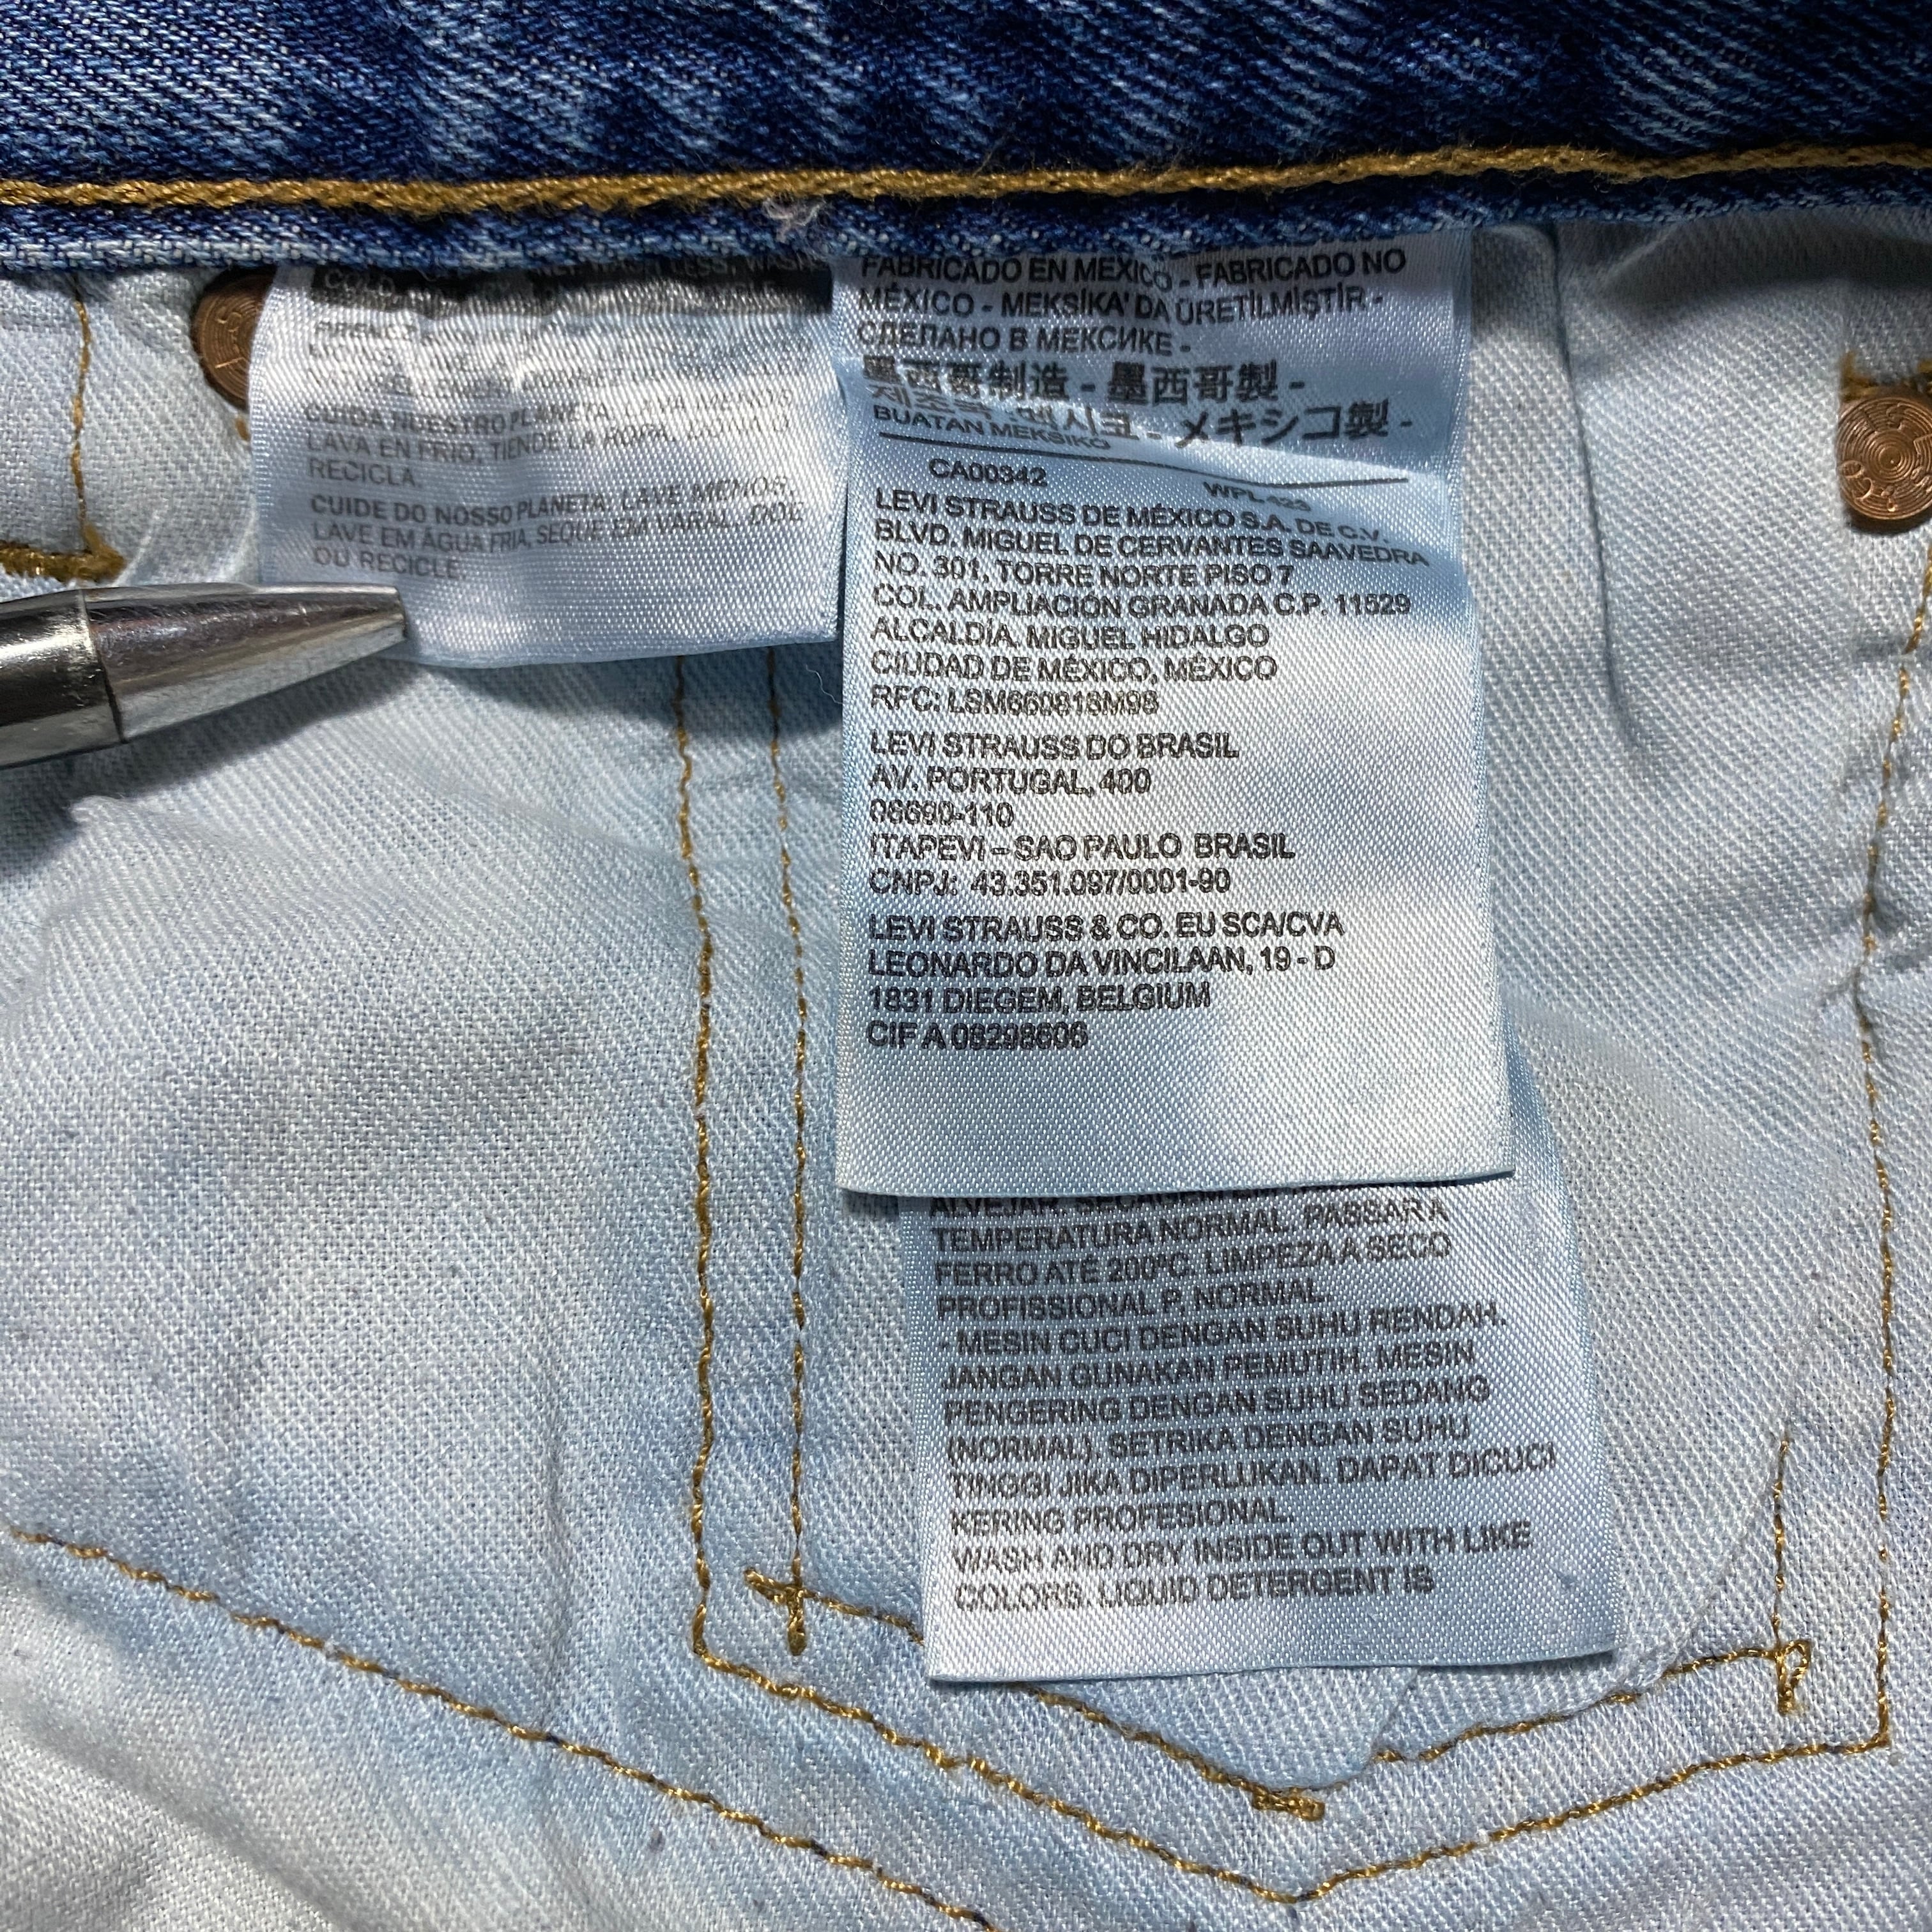 CUIDA NUESTRO PLANETA. LAVA MENOS,
LAVA EN FRIO, TIENDE LA ROPA, DONA O
RECICLA.
CUIDE DO NOSSO PLANETA: LAVE MENOS,
LAVE EM ÁGUA FRIA, SEQUE EM VARAL, DOE
OU RECICLE.
FABRICADO EN MEXICO - FABRICADO NO
MÉXICO - MEKSİKA' DA ÜRETİLMİŞTİR -
СДЕЛАНО В МЕКСИКЕ -
墨西哥制造 - 墨西哥製 -
제조국 멕시코 - メキシコ製 -
BUATAN MEKSIKO
CA00342 WPL 423
LEVI STRAUSS DE MÉXICO S.A. DE C.V.
BLVD. MIGUEL DE CERVANTES SAAVEDRA
NO. 301, TORRE NORTE PISO 7
COL. AMPLIACIÓN GRANADA C.P. 11529
ALCALDÍA. MIGUEL HIDALGO
CIUDAD DE MÉXICO, MÉXICO
RFC: LSM660818M98
LEVI STRAUSS DO BRASIL
AV. PORTUGAL, 400
06690-110
ITAPEVI – SAO PAULO BRASIL
CNPJ: 43.351.097/0001-90
LEVI STRAUSS & CO. EU SCA/CVA
LEONARDO DA VINCILAAN, 19 - D
1831 DIEGEM, BELGIUM
CIF A 08298606
ALVEJAR.
TEMPERATURA NORMAL. PASSAR A
FERRO ATÉ 200°C. LIMPEZA A SECO
PROFISSIONAL P. NORMAL
- MESIN CUCI DENGAN SUHU RENDAH.
JANGAN GUNAKAN PEMUTIH. MESIN
PENGERING DENGAN SUHU SEDANG
(NORMAL). SETRIKA DENGAN SUHU
TINGGI JIKA DIPERLUKAN. DAPAT DICUCI
KERING PROFESIONAL.
WASH AND DRY INSIDE OUT WITH LIKE
COLORS. LIQUID DETERGENT IS